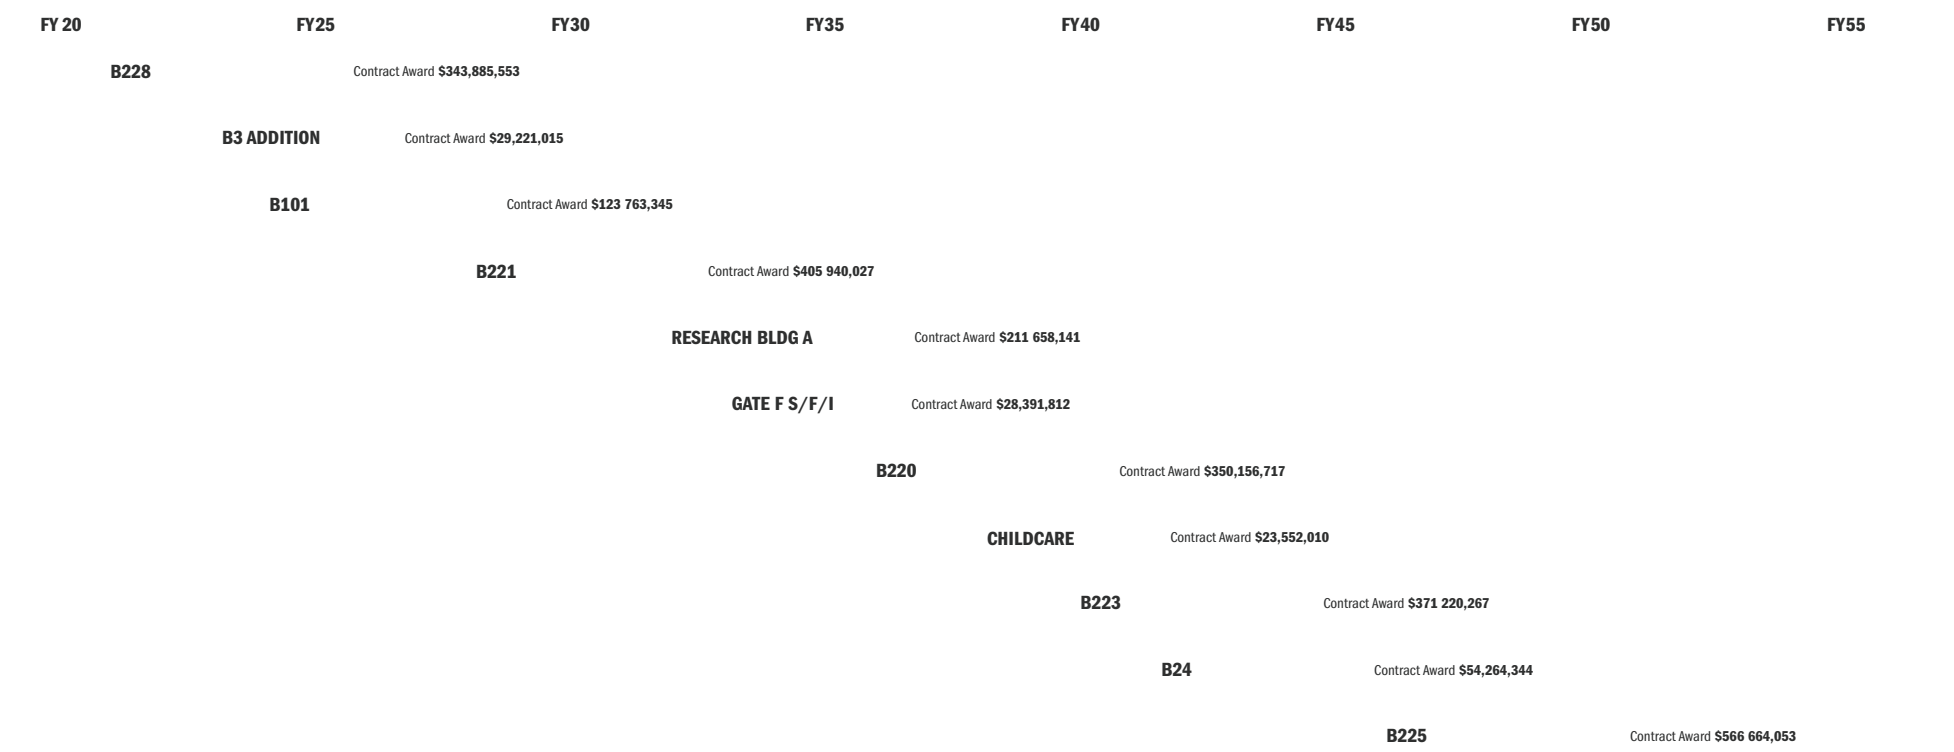 FY 20 FY25 FY30 FY35 FY40 FY45 FY50 FY55
B228 Contract Award $343,885,553
B3 ADDITION Contract Award $29,221,015
B101 Contract Award $123 763,345
B221 Contract Award $405 940,027
RESEARCH BLDG A Contract Award $211 658,141
GATE F S/F/I Contract Award $28,391,812
B220 Contract Award $350,156,717
CHILDCARE Contract Award $23,552,010
B223 Contract Award $371 220,267
B24 Contract Award $54,264,344
B225 Contract Award $566 664,053